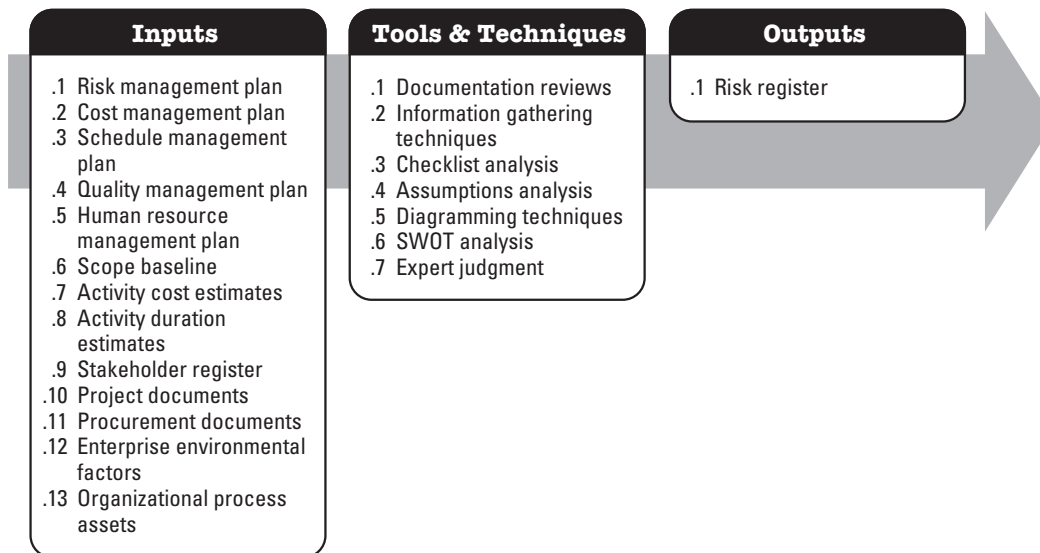 Inputs
.1 Risk management plan
.2 Cost management plan
.3 Schedule management
plan
.4 Quality management plan
.5 Human resource
management plan
.6 Scope baseline
.7 Activity cost estimates
.8 Activity duration
estimates
.9 Stakeholder register
.10 Project documents
.11 Procurement documents
.12 Enterprise environmental
factors
.13 Organizational process
assets
Tools & Techniques
.1 Documentation reviews
.2 Information gathering
techniques
.3 Checklist analysis
.4 Assumptions analysis
.5 Diagramming techniques
.6 SWOT analysis
.7 Expert judgment
Outputs
.1 Risk register